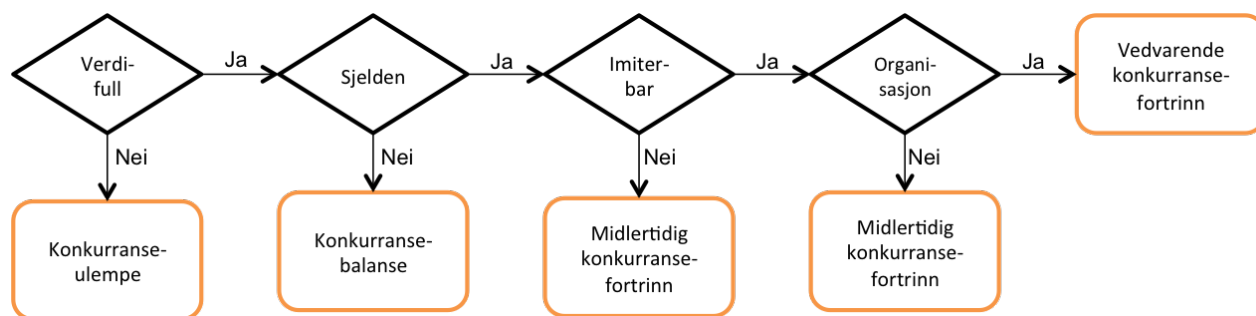 Verdi-
full
Ja
Sjelden
Ja
Imiter-
bar
Ja
Organi-
sasjon
Ja
Vedvarende
konkurranse-
fortrinn
Nei
Nei
Nei
Nei
Konkurranse-
ulempe
Konkurranse-
balanse
Midlertidig
konkurranse-
fortrinn
Midlertidig
konkurranse-
fortrinn